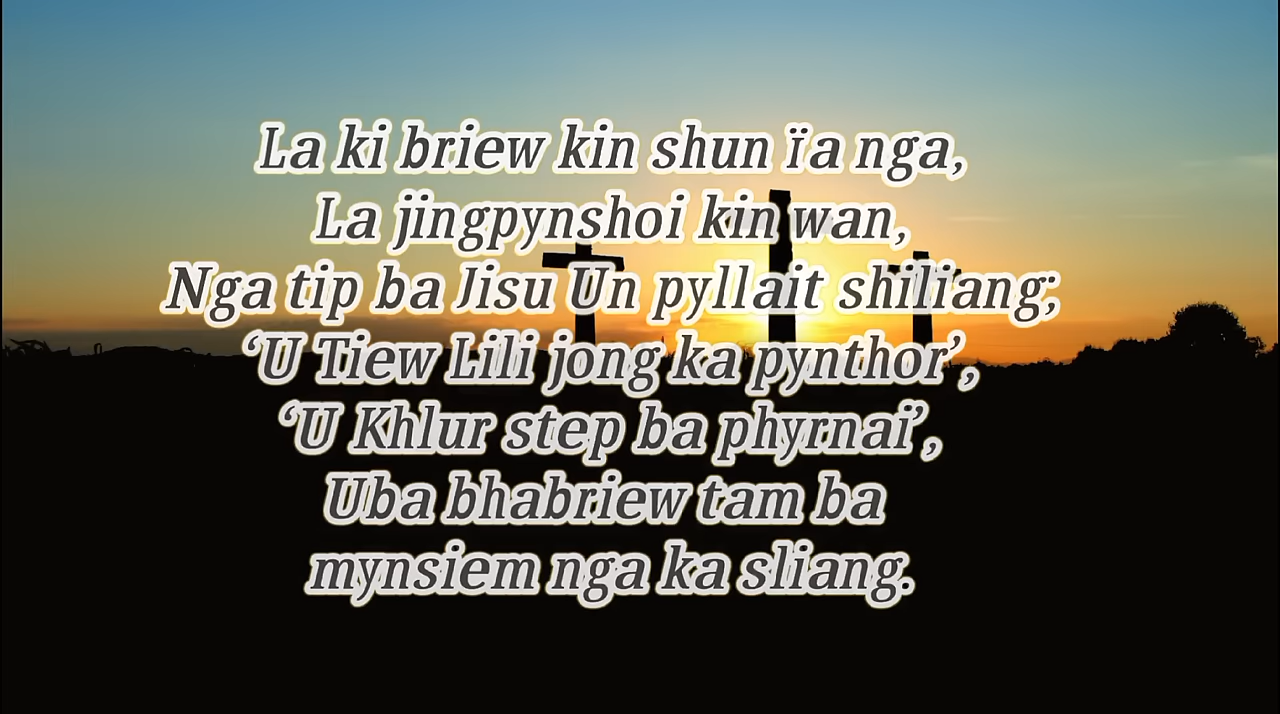 La ki briew kin shun ïa nga,
La jingpynshoi kin wan,
Nga tip ba Jisu Un pyllait shiliang;
‘U Tiew Lili jong ka pynthor’,
‘U Khlur step ba phyrnai’,
Uba bhabriew tam ba
mynsiem nga ka sliang.